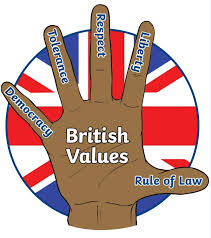 Democracy
Tolerance
Respect
Liberty
Rule of Law
British
Values